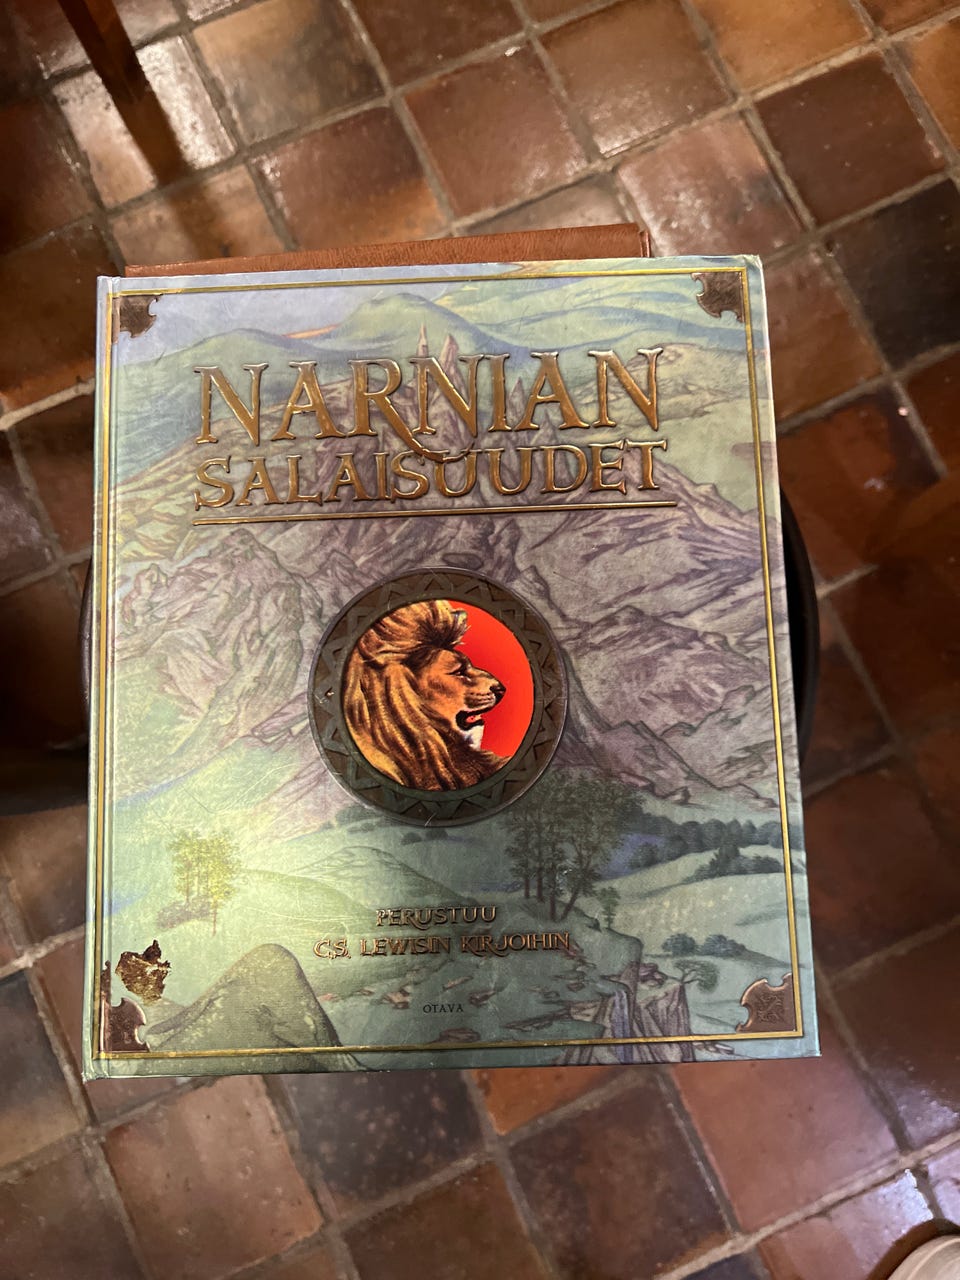 NARNIAN
SALAISUUDET
PERUSTUU
C.S. LEWISIN KIRJOIHIN
OTAVA